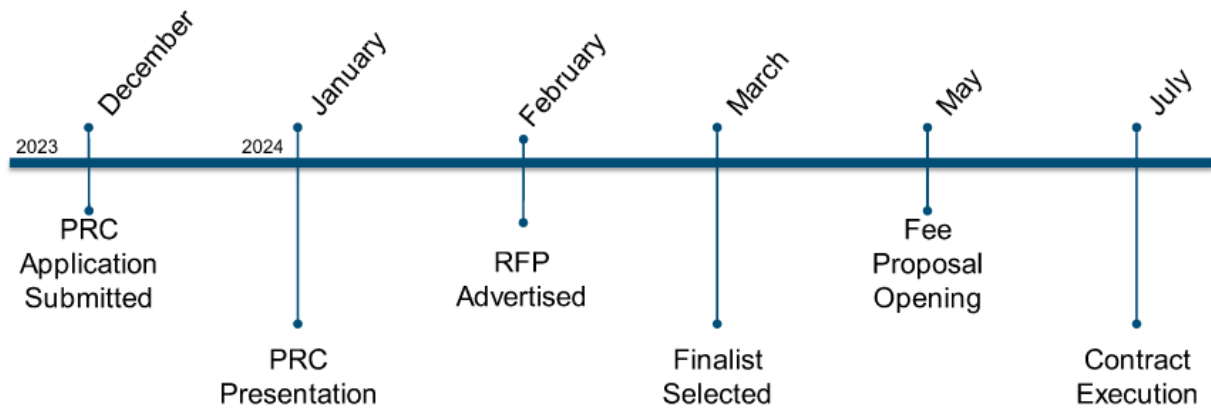 December
January
February
March
May
July
2023
2024
PRC
Application
Submitted
PRC
Presentation
RFP
Advertised
Finalist
Selected
Fee
Proposal
Opening
Contract
Execution